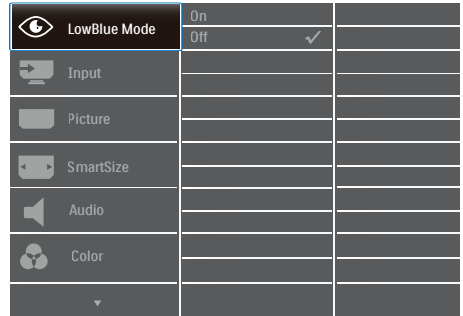 LowBlue Mode
On
Off
Input
Picture
SmartSize
Audio
Color